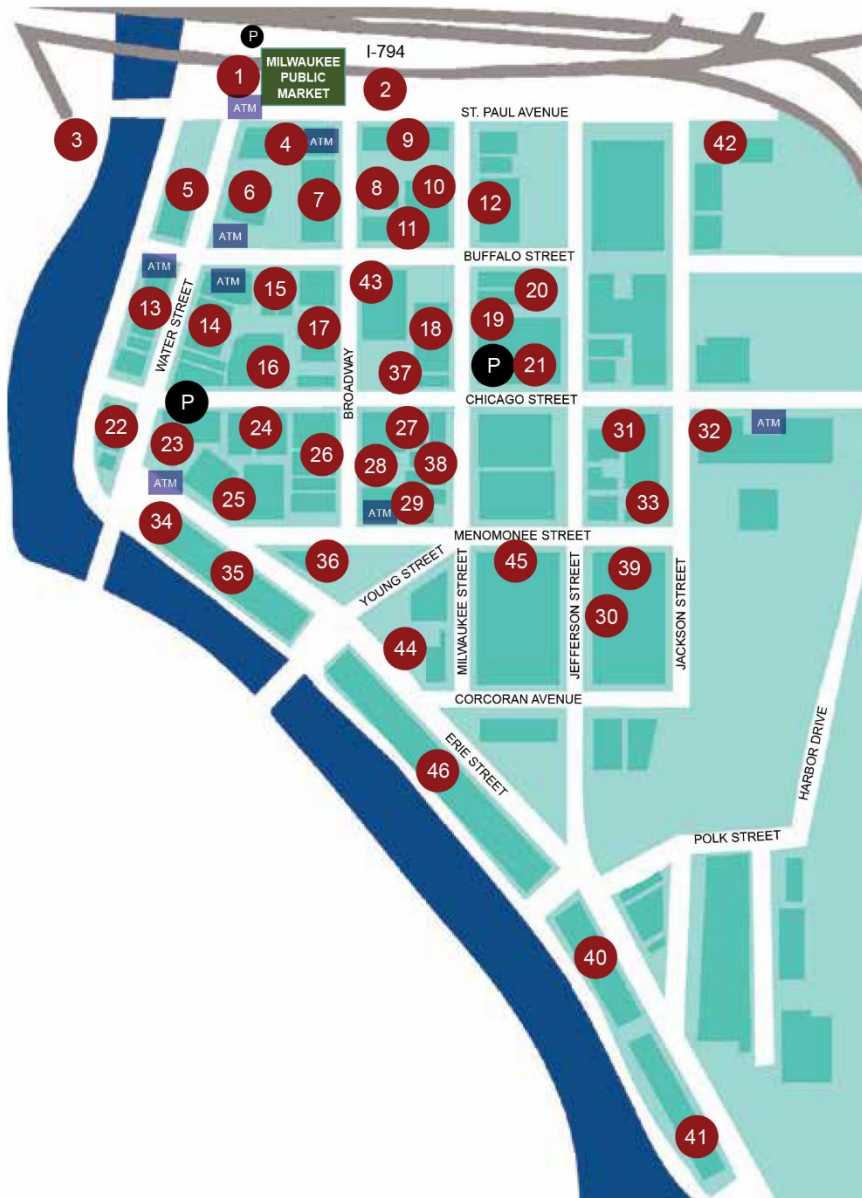 P
I-794
MILWAUKEE
PUBLIC
MARKET
1
2
ATM
ST. PAUL AVENUE
3
4
ATM
9
42
5
6
7
8
10
12
11
ATM
BUFFALO STREET
ATM
ATM
43
20
13
15
14
17
18
19
WATER STREET
16
BROADWAY
37
P
21
P
CHICAGO STREET
22
23
24
27
31
32
ATM
26
28
38
ATM
25
29
ATM
33
34
MENOMONEE STREET
35
36
YOUNG STREET
MILWAUKEE STREET
45
JEFFERSON STREET
39
30
JACKSON STREET
44
CORCORAN AVENUE
46
ERIE STREET
HARBOR DRIVE
POLK STREET
40
41